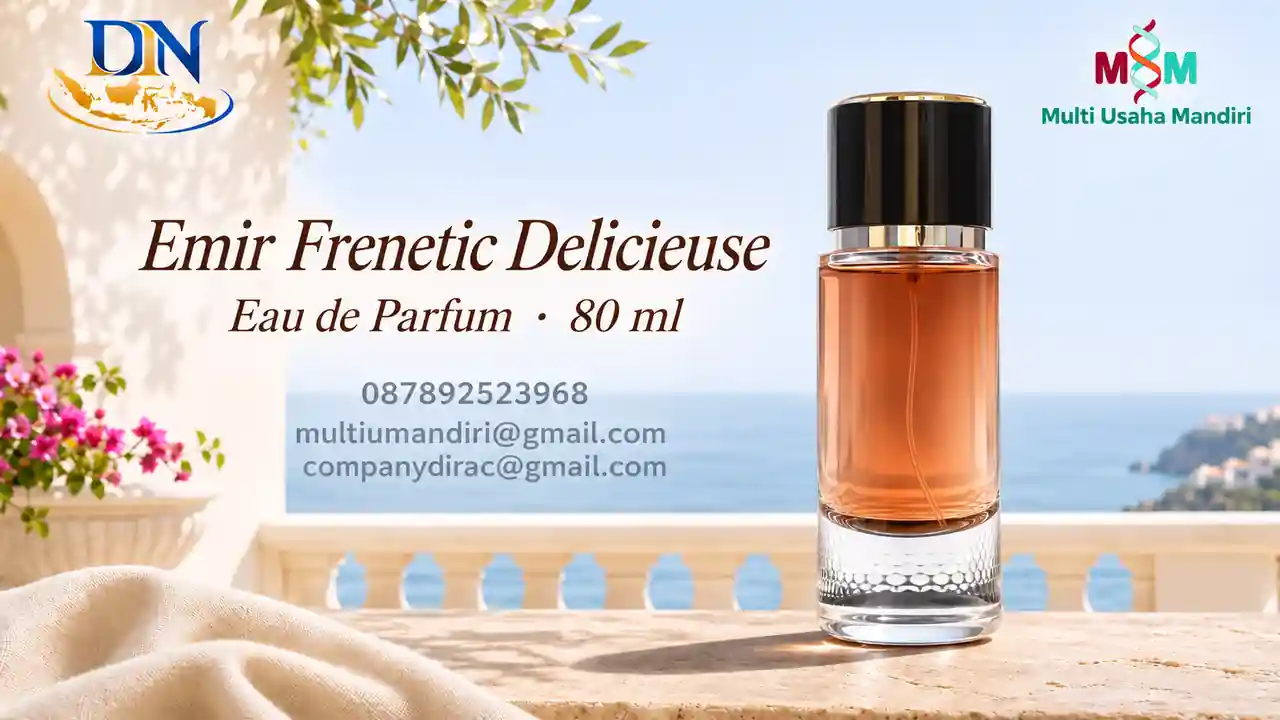 DN
MUM
Multi Usaha Mandiri
Emir Frenetic Delicieuse
Eau de Parfum · 80 ml
087892523968
multiumandiri@gmail.com
companydirac@gmail.com